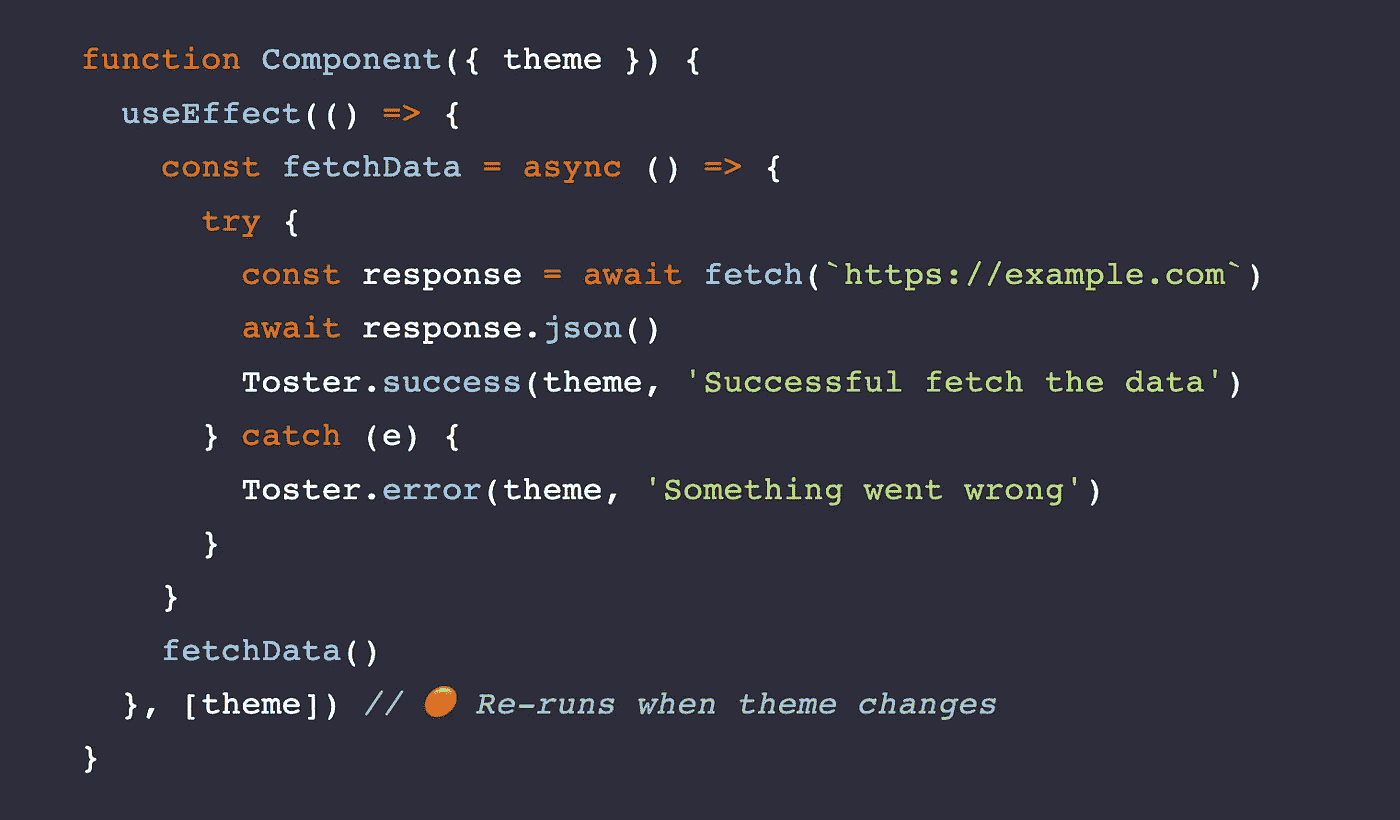 function Component({ theme }) {
  useEffect(() => {
    const fetchData = async () => {
      try {
        const response = await fetch(`https://example.com`)
        await response.json()
        Toster.success(theme, 'Successful fetch the data')
      } catch (e) {
        Toster.error(theme, 'Something went wrong')
      }
    }
    fetchData()
  }, [theme]) // Re-runs when theme changes
}